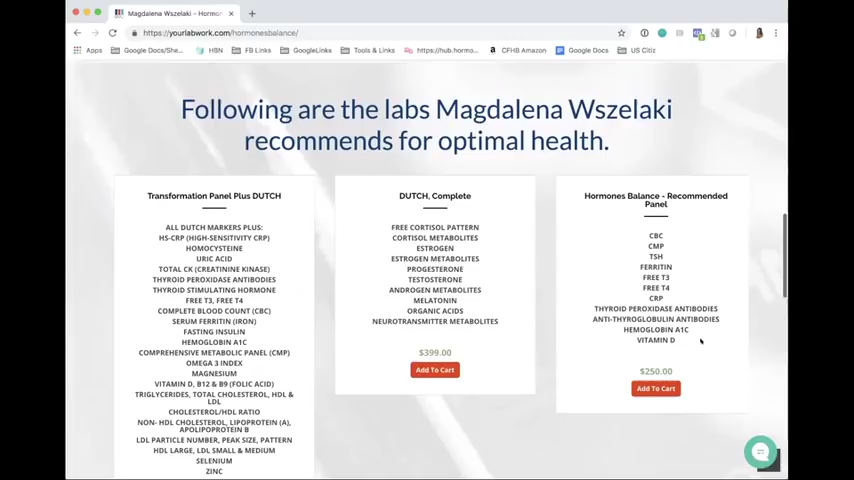 Magdalena Wszelaki – Hormon
https://yourlabwork.com/hormonesbalance/
Apps
Google Docs/She...
HBN
FB Links
GoogleLinks
Tools & Links
https://hub.hormo...
CFHB Amazon
Google Docs
US Citiz
Following are the labs Magdalena Wszelaki
recommends for optimal health.
Transformation Panel Plus DUTCH
ALL DUTCH MARKERS PLUS:
HS-CRP (HIGH-SENSITIVITY CRP)
HOMOCYSTEINE
URIC ACID
TOTAL CK (CREATININE KINASE)
THYROID PEROXIDASE ANTIBODIES
THYROID STIMULATING HORMONE
FREE T3, FREE T4
COMPLETE BLOOD COUNT (CBC)
SERUM FERRITIN (IRON)
FASTING INSULIN
HEMOGLOBIN A1C
COMPREHENSIVE METABOLIC PANEL (CMP)
OMEGA 3 INDEX
MAGNESIUM
VITAMIN D, B12 & B9 (FOLIC ACID)
TRIGLYCERIDES, TOTAL CHOLESTEROL, HDL &
LDL
CHOLESTEROL/HDL RATIO
NON- HDL CHOLESTEROL, LIPOPROTEIN (A),
APOLIPOPROTEIN B
LDL PARTICLE NUMBER, PEAK SIZE, PATTERN
HDL LARGE, LDL SMALL & MEDIUM
SELENIUM
ZINC
DUTCH, Complete
FREE CORTISOL PATTERN
CORTISOL METABOLITES
ESTROGEN
ESTROGEN METABOLITES
PROGESTERONE
TESTOSTERONE
ANDROGEN METABOLITES
MELATONIN
ORGANIC ACIDS
NEUROTRANSMITTER METABOLITES
$399.00
Add To Cart
Hormones Balance - Recommended
Panel
CBC
CMP
TSH
FERRITIN
FREE T3
FREE T4
CRP
THYROID PEROXIDASE ANTIBODIES
ANTI-THYROGLOBULIN ANTIBODIES
HEMOGLOBIN A1C
VITAMIN D
$250.00
Add To Cart